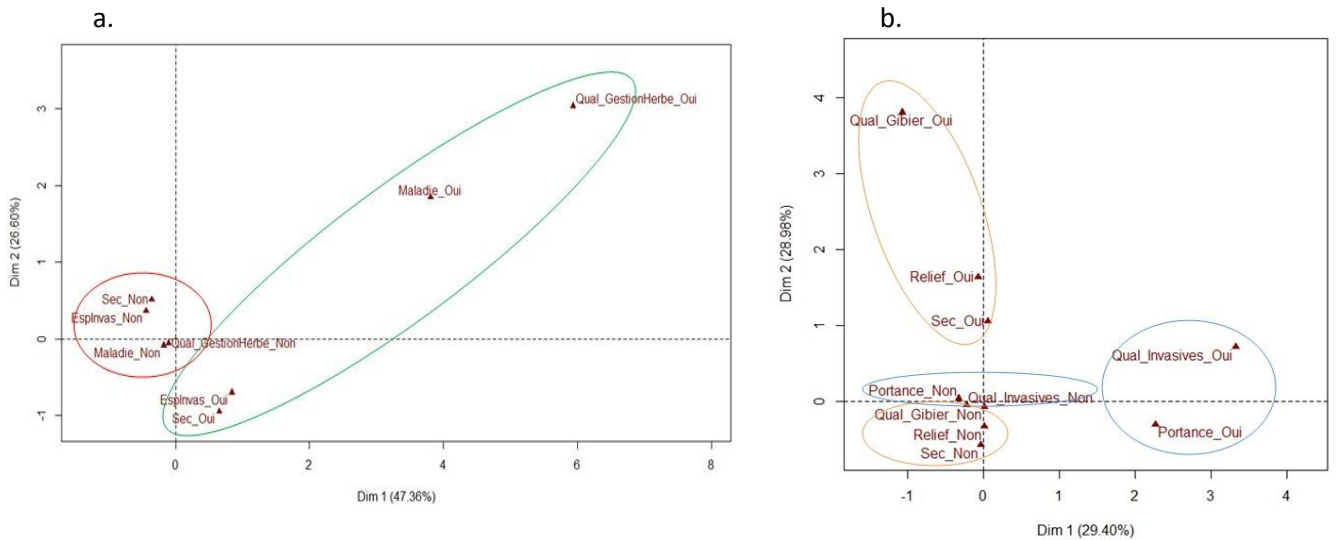 a.
3
2
1
0
-1
Dim 2 (26.60%)
Qual_GestionHerbe_Oui
Maladie_Oui
Sec_Non
EspInvas_Non
Qual_GestionHerbe_Non
Maladie_Non
EspInvas_Oui
Sec_Oui
0 2 4 6 8
Dim 1 (47.36%)
b.
4
3
2
1
0
Dim 2 (28.98%)
Qual_Gibier_Oui
Relief_Oui
Sec_Oui
Qual_Invasives_Oui
Portance_Non
Qual_Invasives_Non
Qual_Gibier_Non
Portance_Oui
Relief_Non
Sec_Non
-1 0 1 2 3 4
Dim 1 (29.40%)